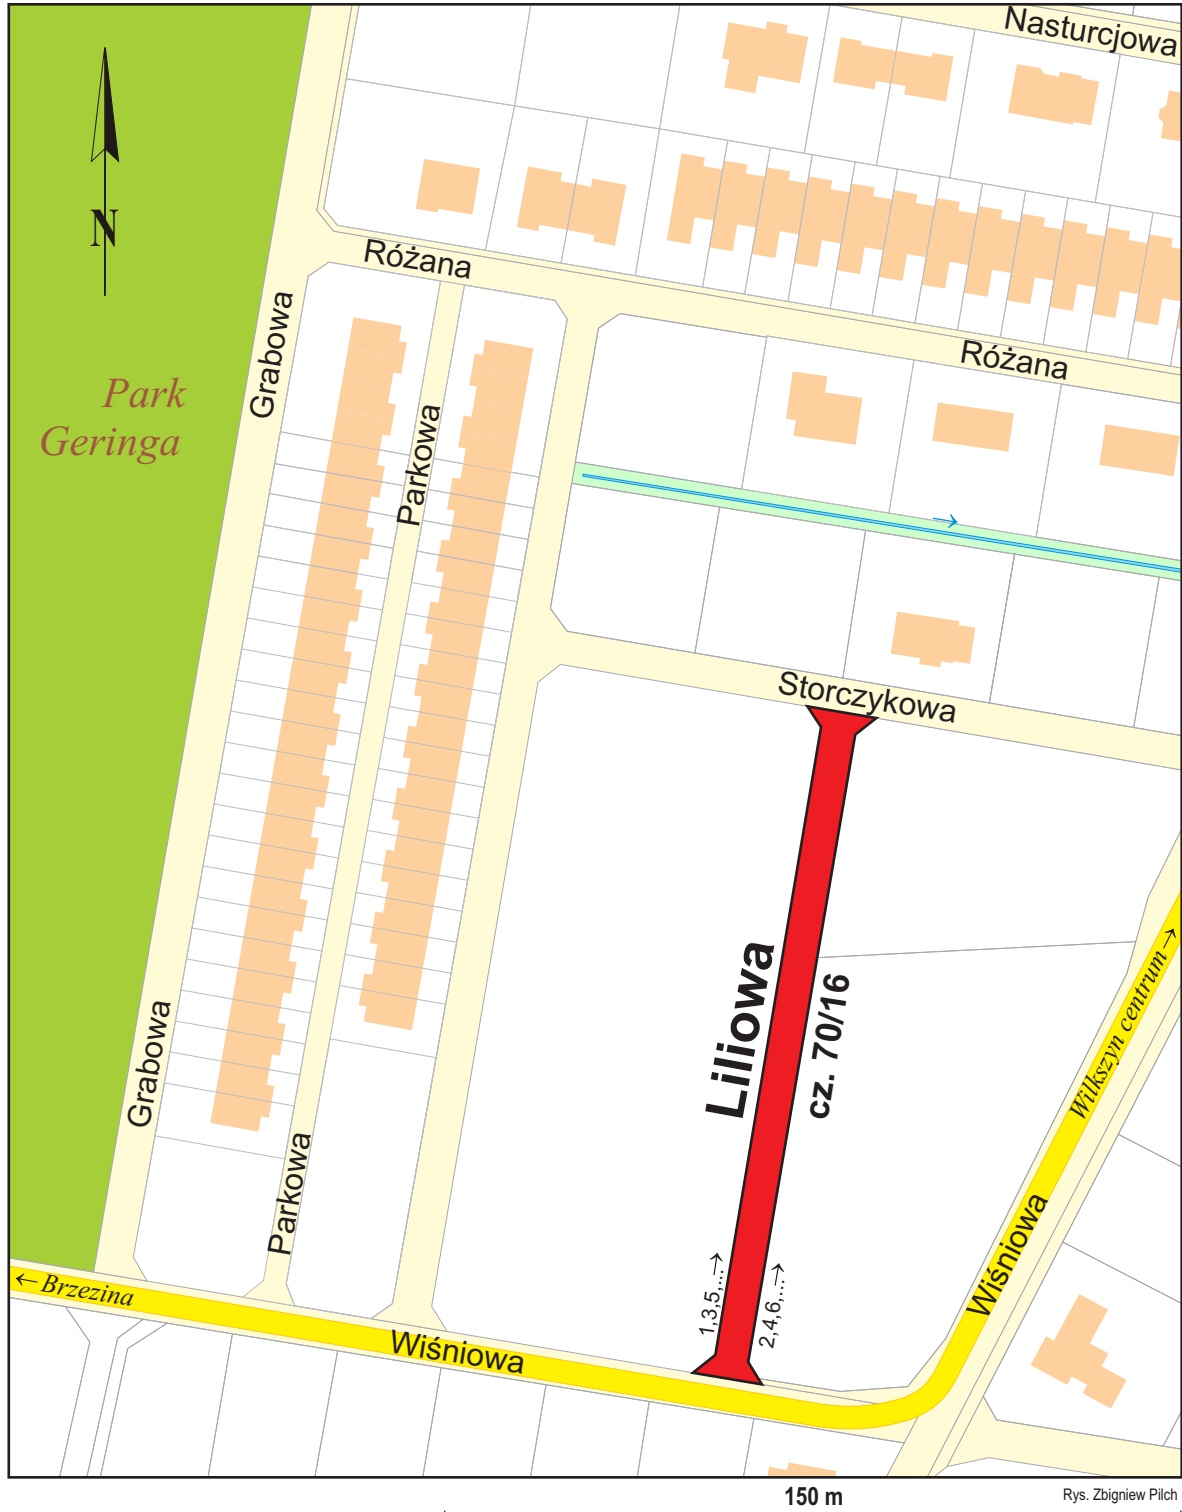 Nasturcjowa
N
Różana
Grabowa
Różana
Park
Geringa
Parkowa
Storczykowa
Liliowa
cz. 70/16
Wilkszyn centrum →
Grabowa
Parkowa
Wiśniowa
1,3,5,...→
2,4,6,...→
← Brzezina
Wiśniowa
150 m
Rys. Zbigniew Pilch